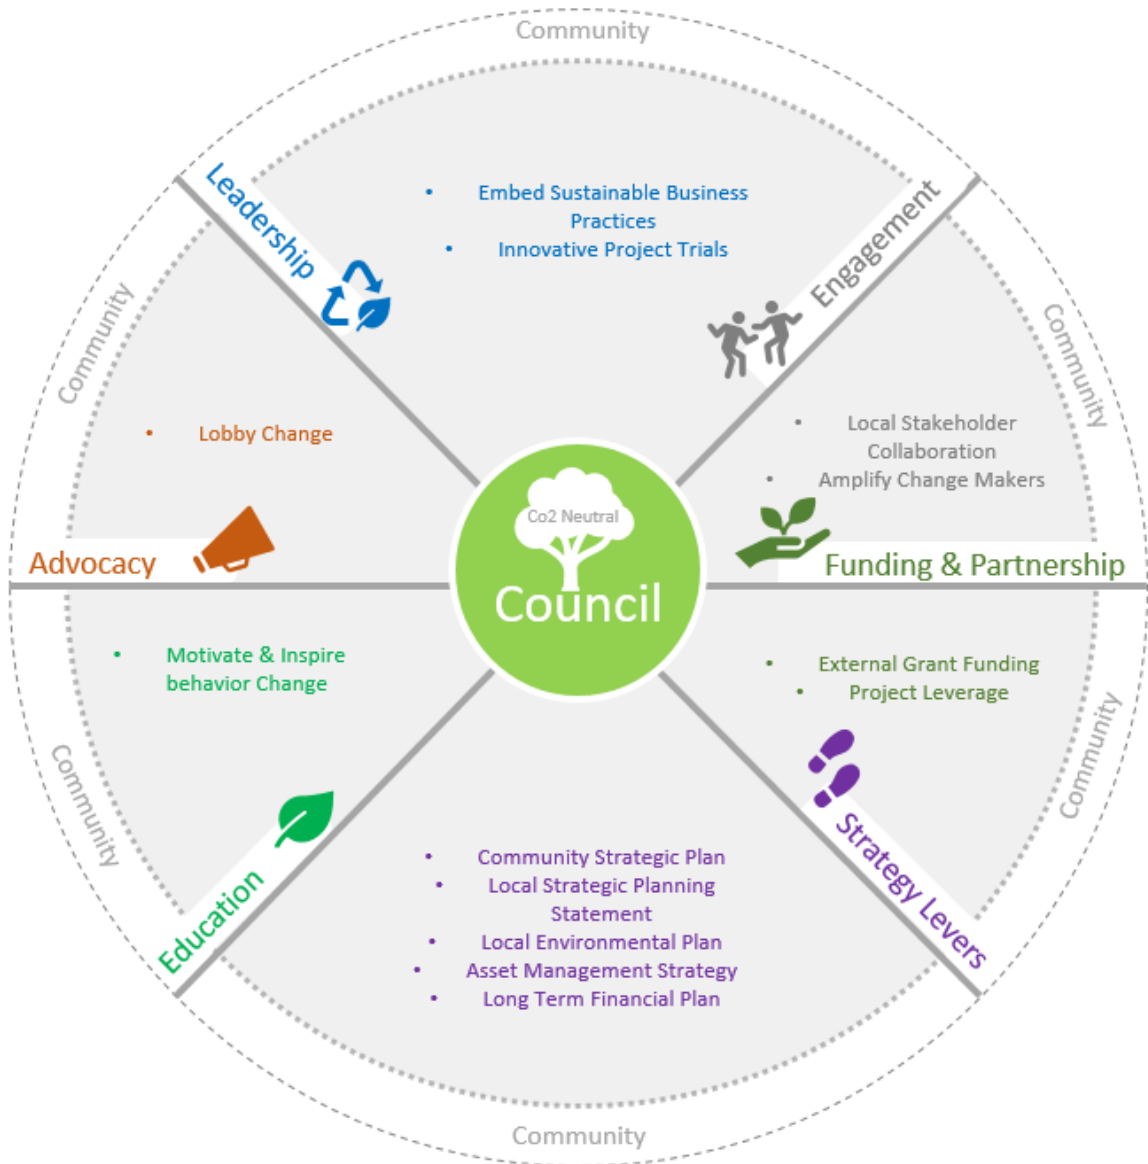 Community
Leadership
• Embed Sustainable Business
Practices
• Innovative Project Trials
Engagement
Community
Community
• Local Stakeholder
Collaboration
• Amplify Change Makers
• Lobby Change
Advocacy
Co2 Neutral
Council
Funding & Partnership
• Motivate & Inspire
behavior Change
• External Grant Funding
• Project Leverage
Community
Community
Education
Strategy Levers
• Community Strategic Plan
• Local Strategic Planning
Statement
• Local Environmental Plan
• Asset Management Strategy
• Long Term Financial Plan
Community